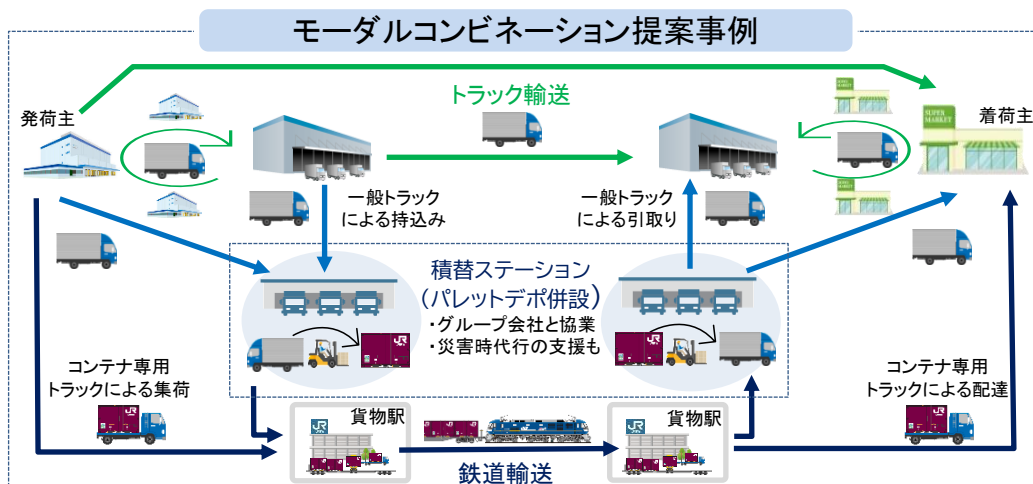 モーダルコンビネーション提案事例
トラック輸送
発荷主
着荷主
SUPER
MARKET
一般トラック
による持込み
一般トラック
による引取り
積替ステーション
(パレットデポ併設)
・グループ会社と協業
・災害時代行の支援も
JR
JR
コンテナ専用
トラックによる集荷
コンテナ専用
トラックによる配達
貨物駅
JR
貨物駅
JR
鉄道輸送